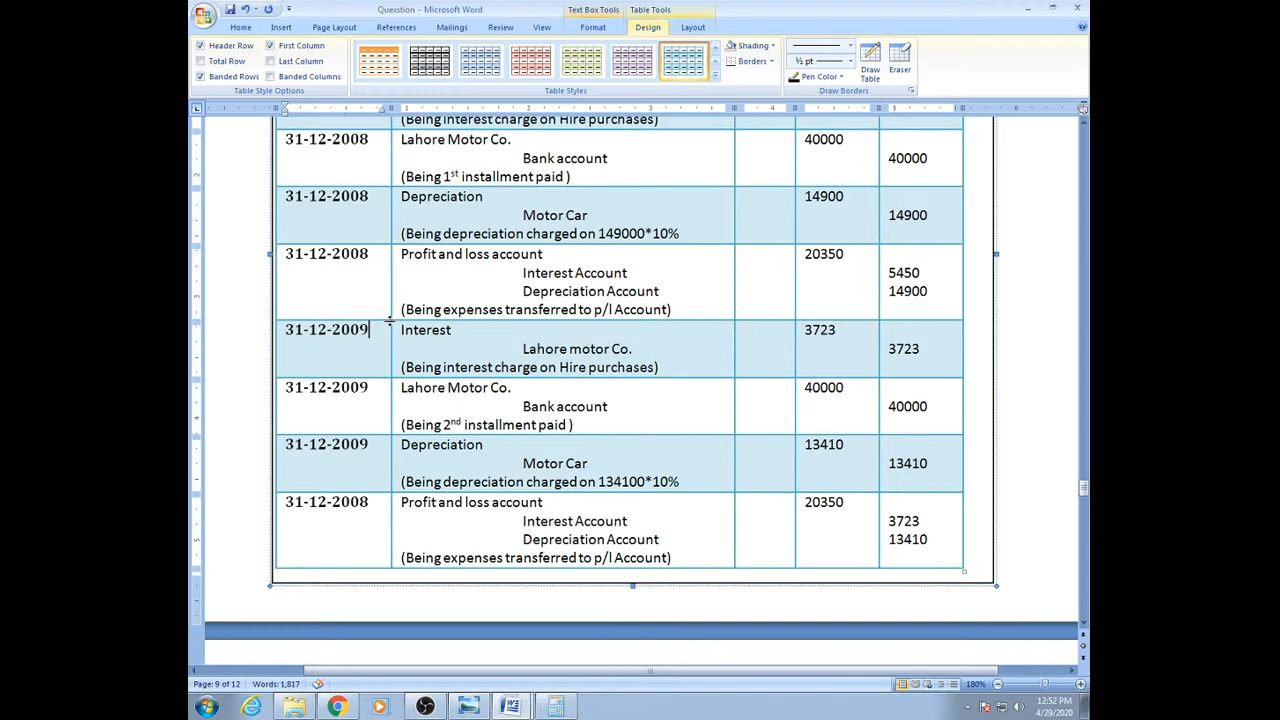 Quexstion - Microsoft Word
Text Box Tools
Table Tools
Home
Insert
Page Layout
References
Mailings
Review
View
Format
Design
Layout
Header Row
First Column
Total Row
Last Column
Banded Rows
Banded Columns
Table Style Options
Table Styles
Shading
Borders
½ pt
Pen Color
Draw Table
Eraser
Draw Borders
1 2 3 4 5 6
(Being interest charge on Hire purchases)
31-12-2008 Lahore Motor Co. 40000
Bank account 40000
(Being 1st installment paid )
31-12-2008 Depreciation 14900
Motor Car 14900
(Being depreciation charged on 149000*10%
31-12-2008 Profit and loss account 20350
Interest Account 5450
Depreciation Account 14900
(Being expenses transferred to p/l Account)
31-12-2009 Interest 3723
Lahore motor Co. 3723
(Being interest charge on Hire purchases)
31-12-2009 Lahore Motor Co. 40000
Bank account 40000
(Being 2nd installment paid )
31-12-2009 Depreciation 13410
Motor Car 13410
(Being depreciation charged on 134100*10%
31-12-2008 Profit and loss account 20350
Interest Account 3723
Depreciation Account 13410
(Being expenses transferred to p/l Account)
Page: 9 of 12
Words: 1,817
180%
12:52 PM
4/29/2020